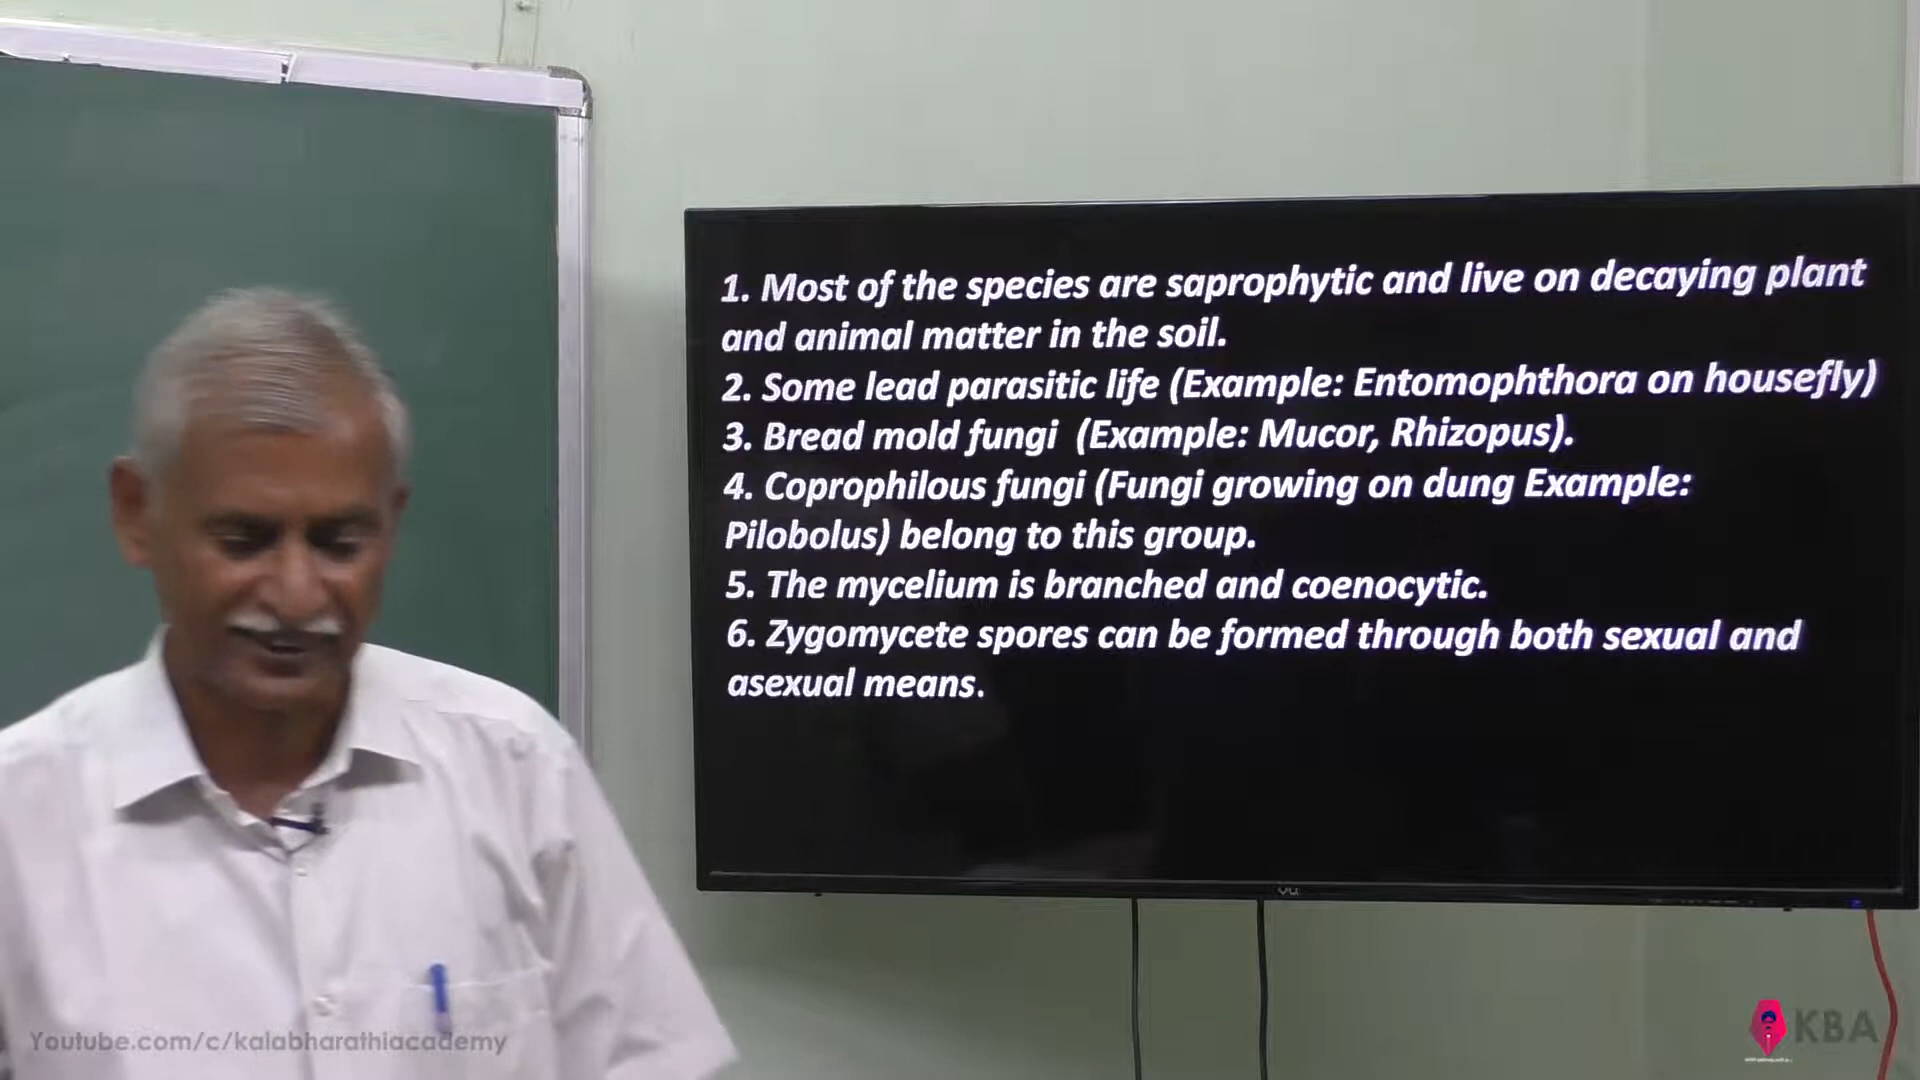 1. Most of the species are saprophytic and live on decaying plant
and animal matter in the soil.
2. Some lead parasitic life (Example: Entomophthora on housefly)
3. Bread mold fungi (Example: Mucor, Rhizopus).
4. Coprophilous fungi (Fungi growing on dung Example:
Pilobolus) belong to this group.
5. The mycelium is branched and coenocytic.
6. Zygomycete spores can be formed through both sexual and
asexual means.
Vu
Youtube.com/c/kalabharathiacademy
KBA